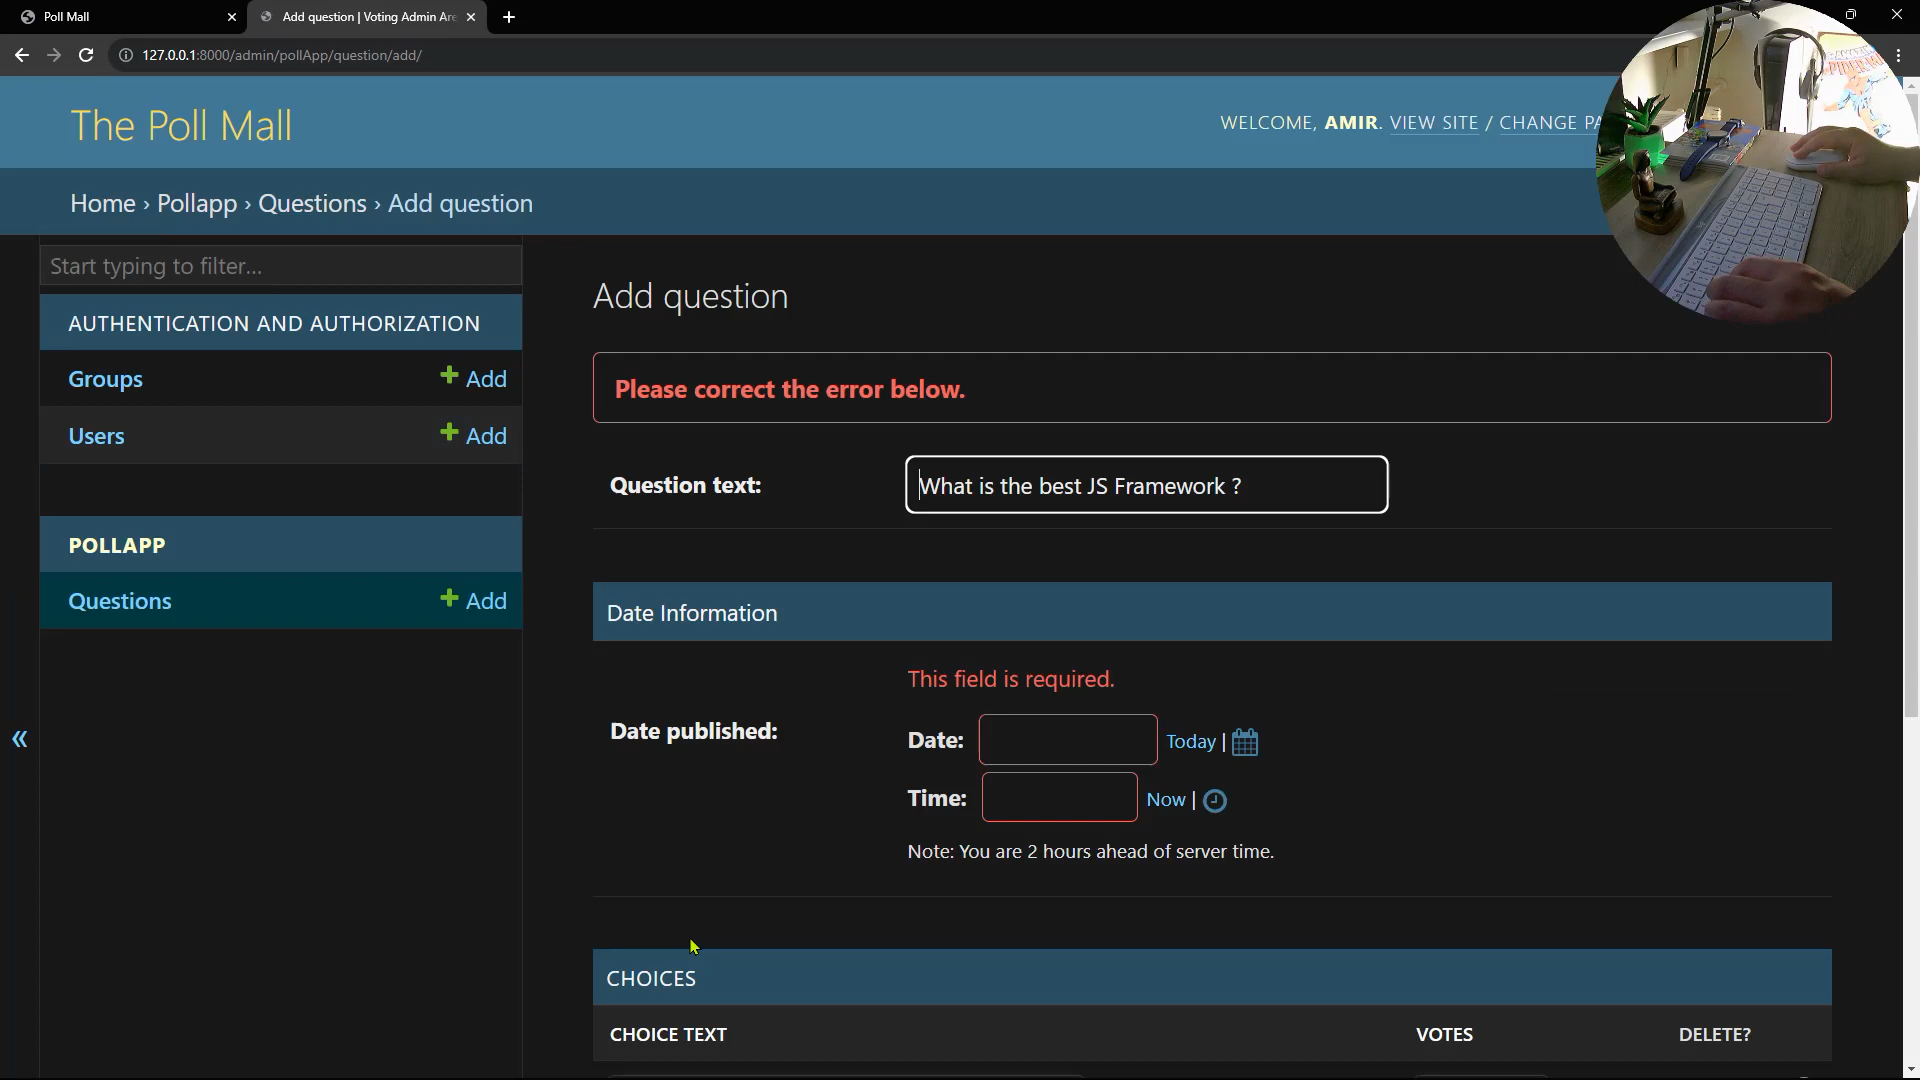 Poll Mall
Add question | Voting Admin Are
127.0.0.1:8000/admin/pollApp/question/add/
The Poll Mall
WELCOME, AMIR. VIEW SITE / CHANGE PA
Home › Pollapp › Questions › Add question
Start typing to filter...
AUTHENTICATION AND AUTHORIZATION
Groups
+ Add
Users
+ Add
POLLAPP
Questions
+ Add
«
Add question
Please correct the error below.
Question text:
What is the best JS Framework ?
Date Information
This field is required.
Date published:
Date:
Today |
Time:
Now |
Note: You are 2 hours ahead of server time.
CHOICES
CHOICE TEXT VOTES DELETE?